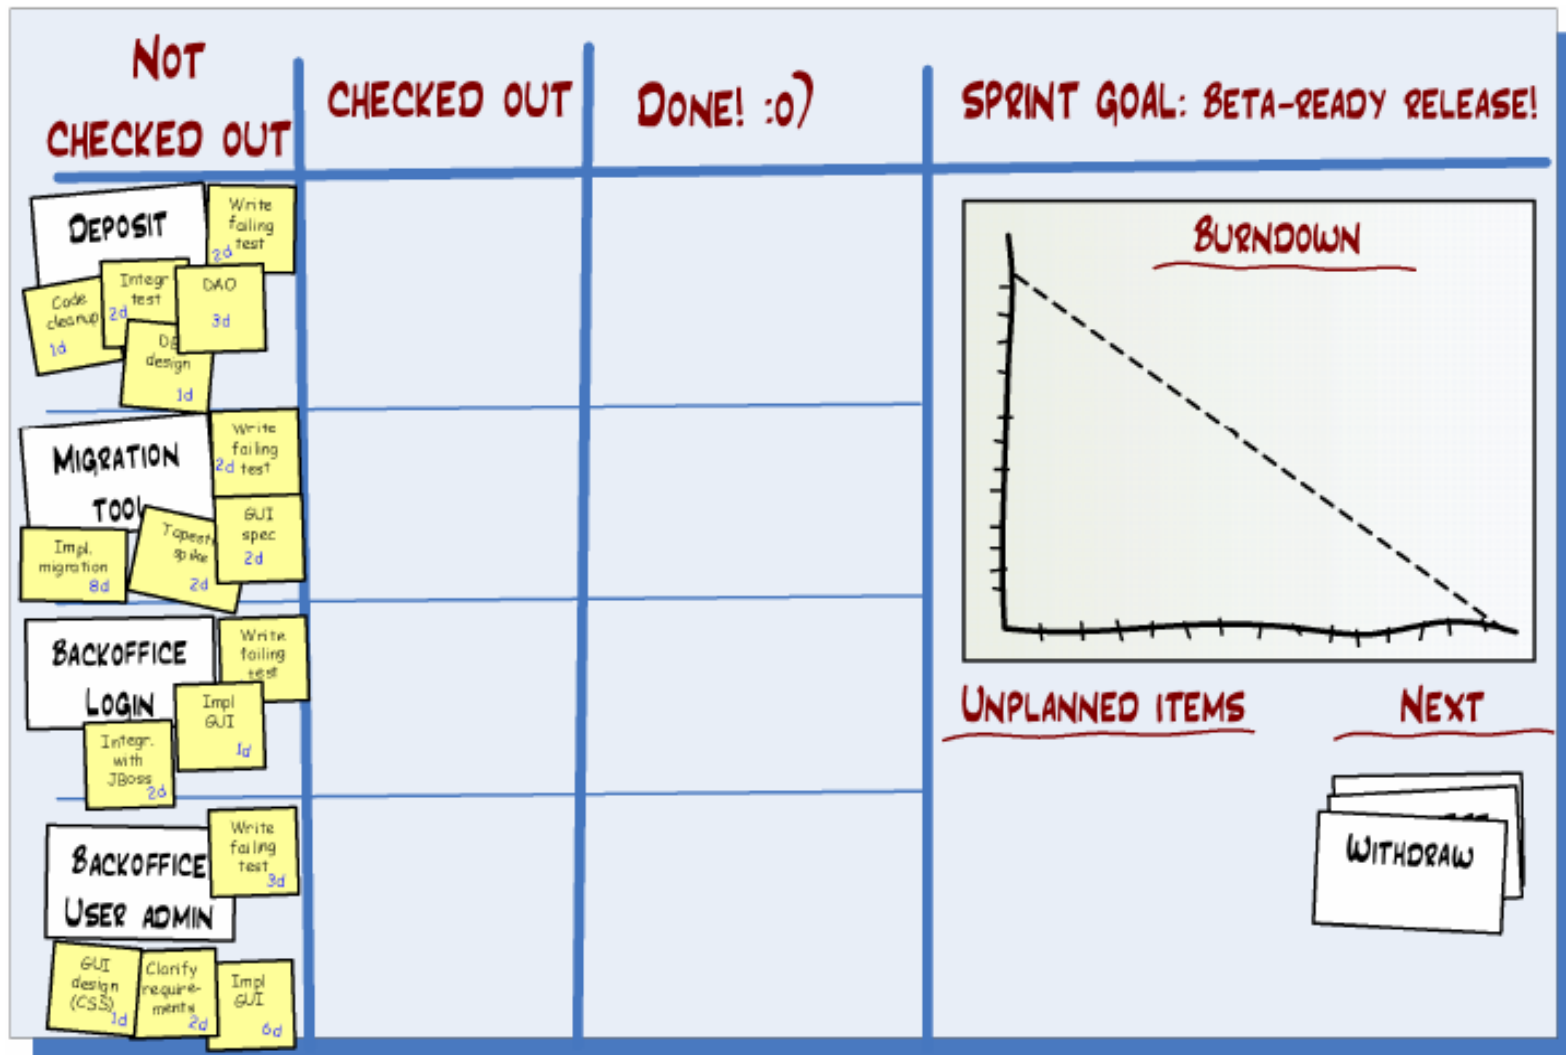 Not
checked out
checked out
Done! :o)
Sprint goal: Beta-ready release!
Deposit
Write
failing
test
2d
Code
cleanup
1d
Integr
test
2d
DAO
3d
design
1d
Migration
Tool
Write
failing
test
2d
GUI
spec
2d
Impl.
migration
8d
spike
2d
Backoffice
Login
Write
failing
test
Impl
GUI
1d
Integr.
with
JBoss
2d
Backoffice
User admin
Write
failing
test
3d
GUI
design
(CSS)
1d
Clarify
require-
ments
2d
Impl
GUI
6d
Burndown
Unplanned items
Next
Withdraw